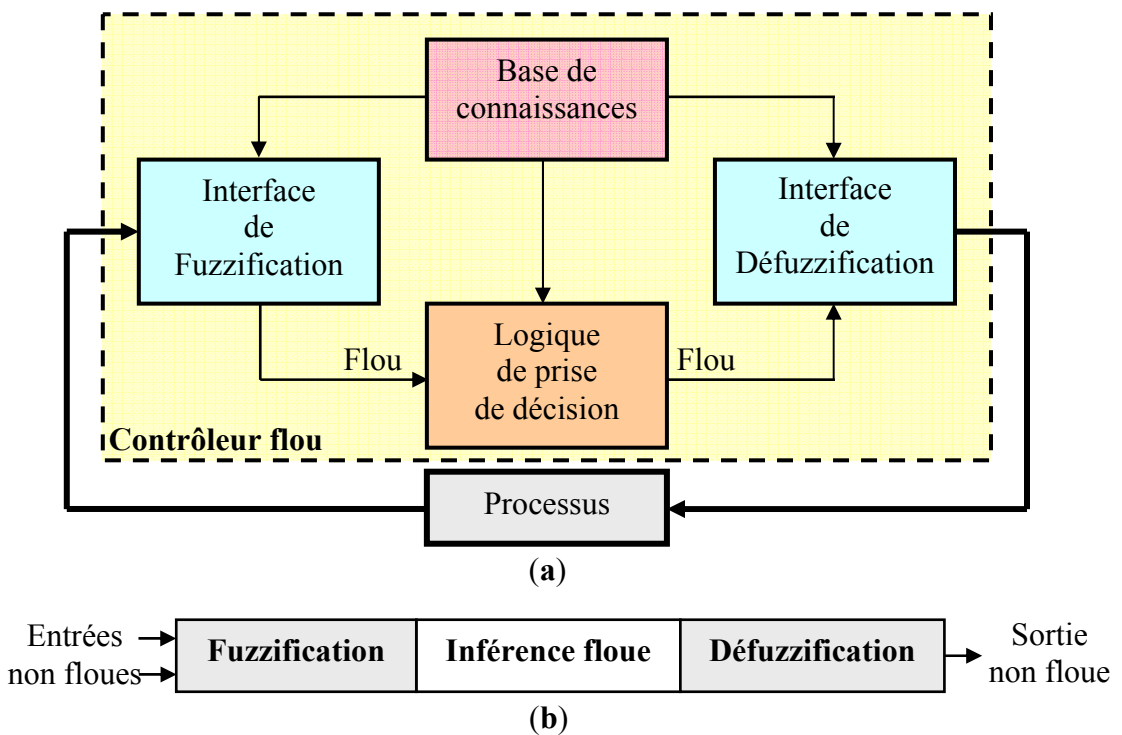 Base de
connaissances
Interface
de
Fuzzification
Interface
de
Défuzzification
Flou
Logique
de prise
de décision
Flou
Contrôleur flou
Processus
(a)
Entrées
non floues
Fuzzification
Inférence floue
Défuzzification
Sortie
non floue
(b)